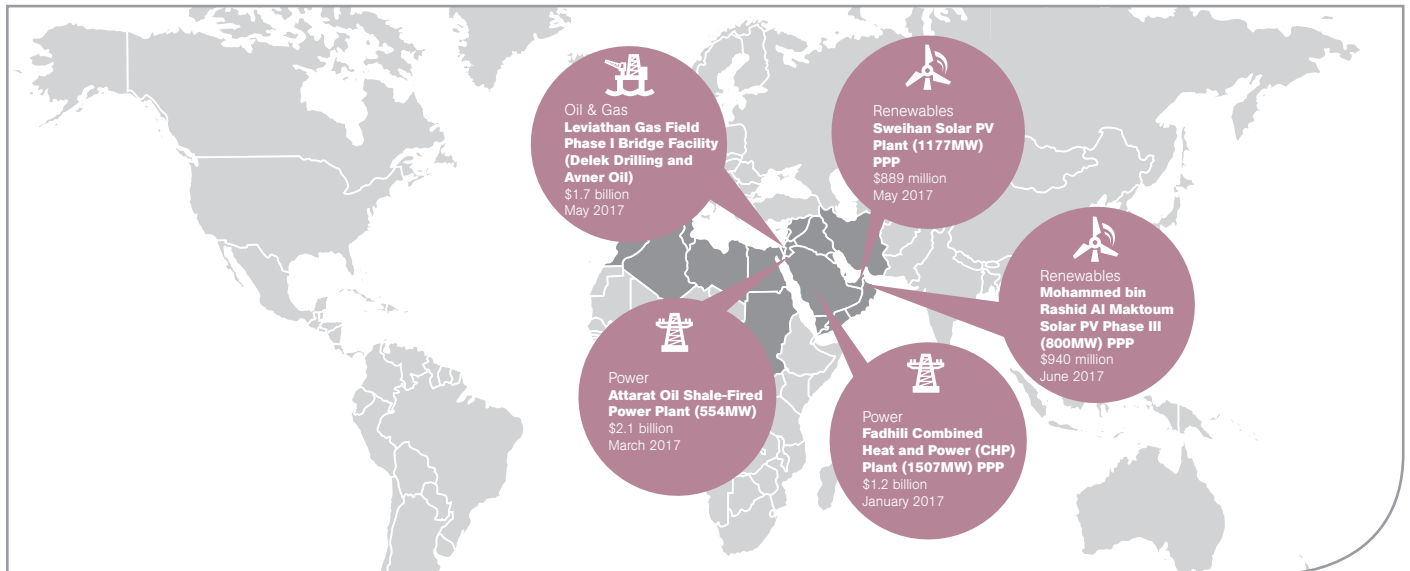 Oil & Gas
Leviathan Gas Field
Phase I Bridge Facility
(Delek Drilling and
Avner Oil)
$1.7 billion
May 2017
Renewables
Sweihan Solar PV
Plant (1177MW)
PPP
$889 million
May 2017
Renewables
Mohammed bin
Rashid Al Maktoum
Solar PV Phase III
(800MW) PPP
$940 million
June 2017
Power
Attarat Oil Shale-Fired
Power Plant (554MW)
$2.1 billion
March 2017
Power
Fadhili Combined
Heat and Power (CHP)
Plant (1507MW) PPP
$1.2 billion
January 2017